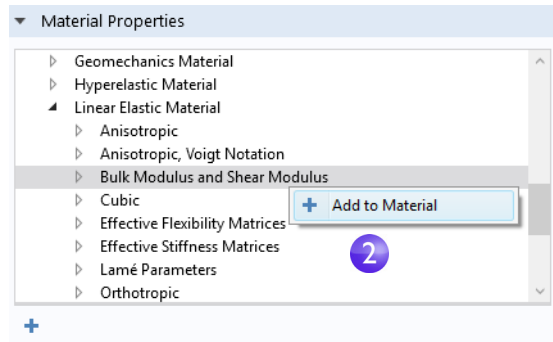 Material Properties
Geomechanics Material
Hyperelastic Material
Linear Elastic Material
Anisotropic
Anisotropic, Voigt Notation
Bulk Modulus and Shear Modulus
Cubic
Add to Material
Effective Flexibility Matrices
Effective Stiffness Matrices
2
Lamé Parameters
Orthotropic